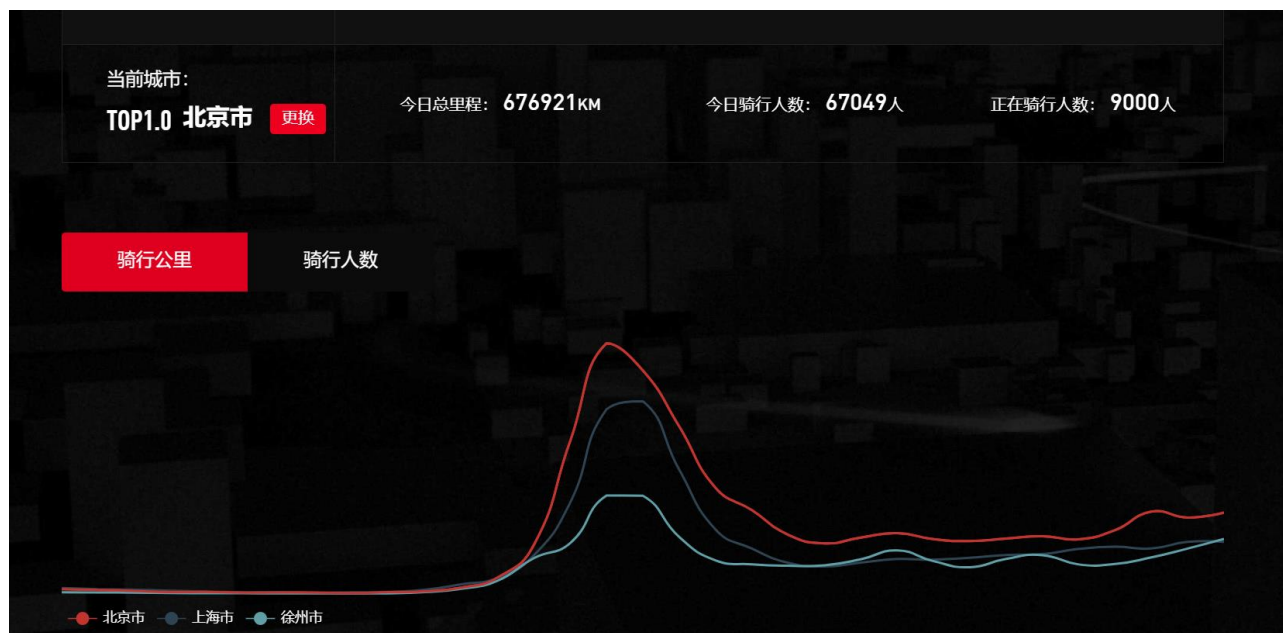 当前城市:
TOP1.0 北京市 更换
今日总里程: 676921KM
今日骑行人数: 67049人
正在骑行人数: 9000人
骑行公里 骑行人数
北京市 上海市 徐州市